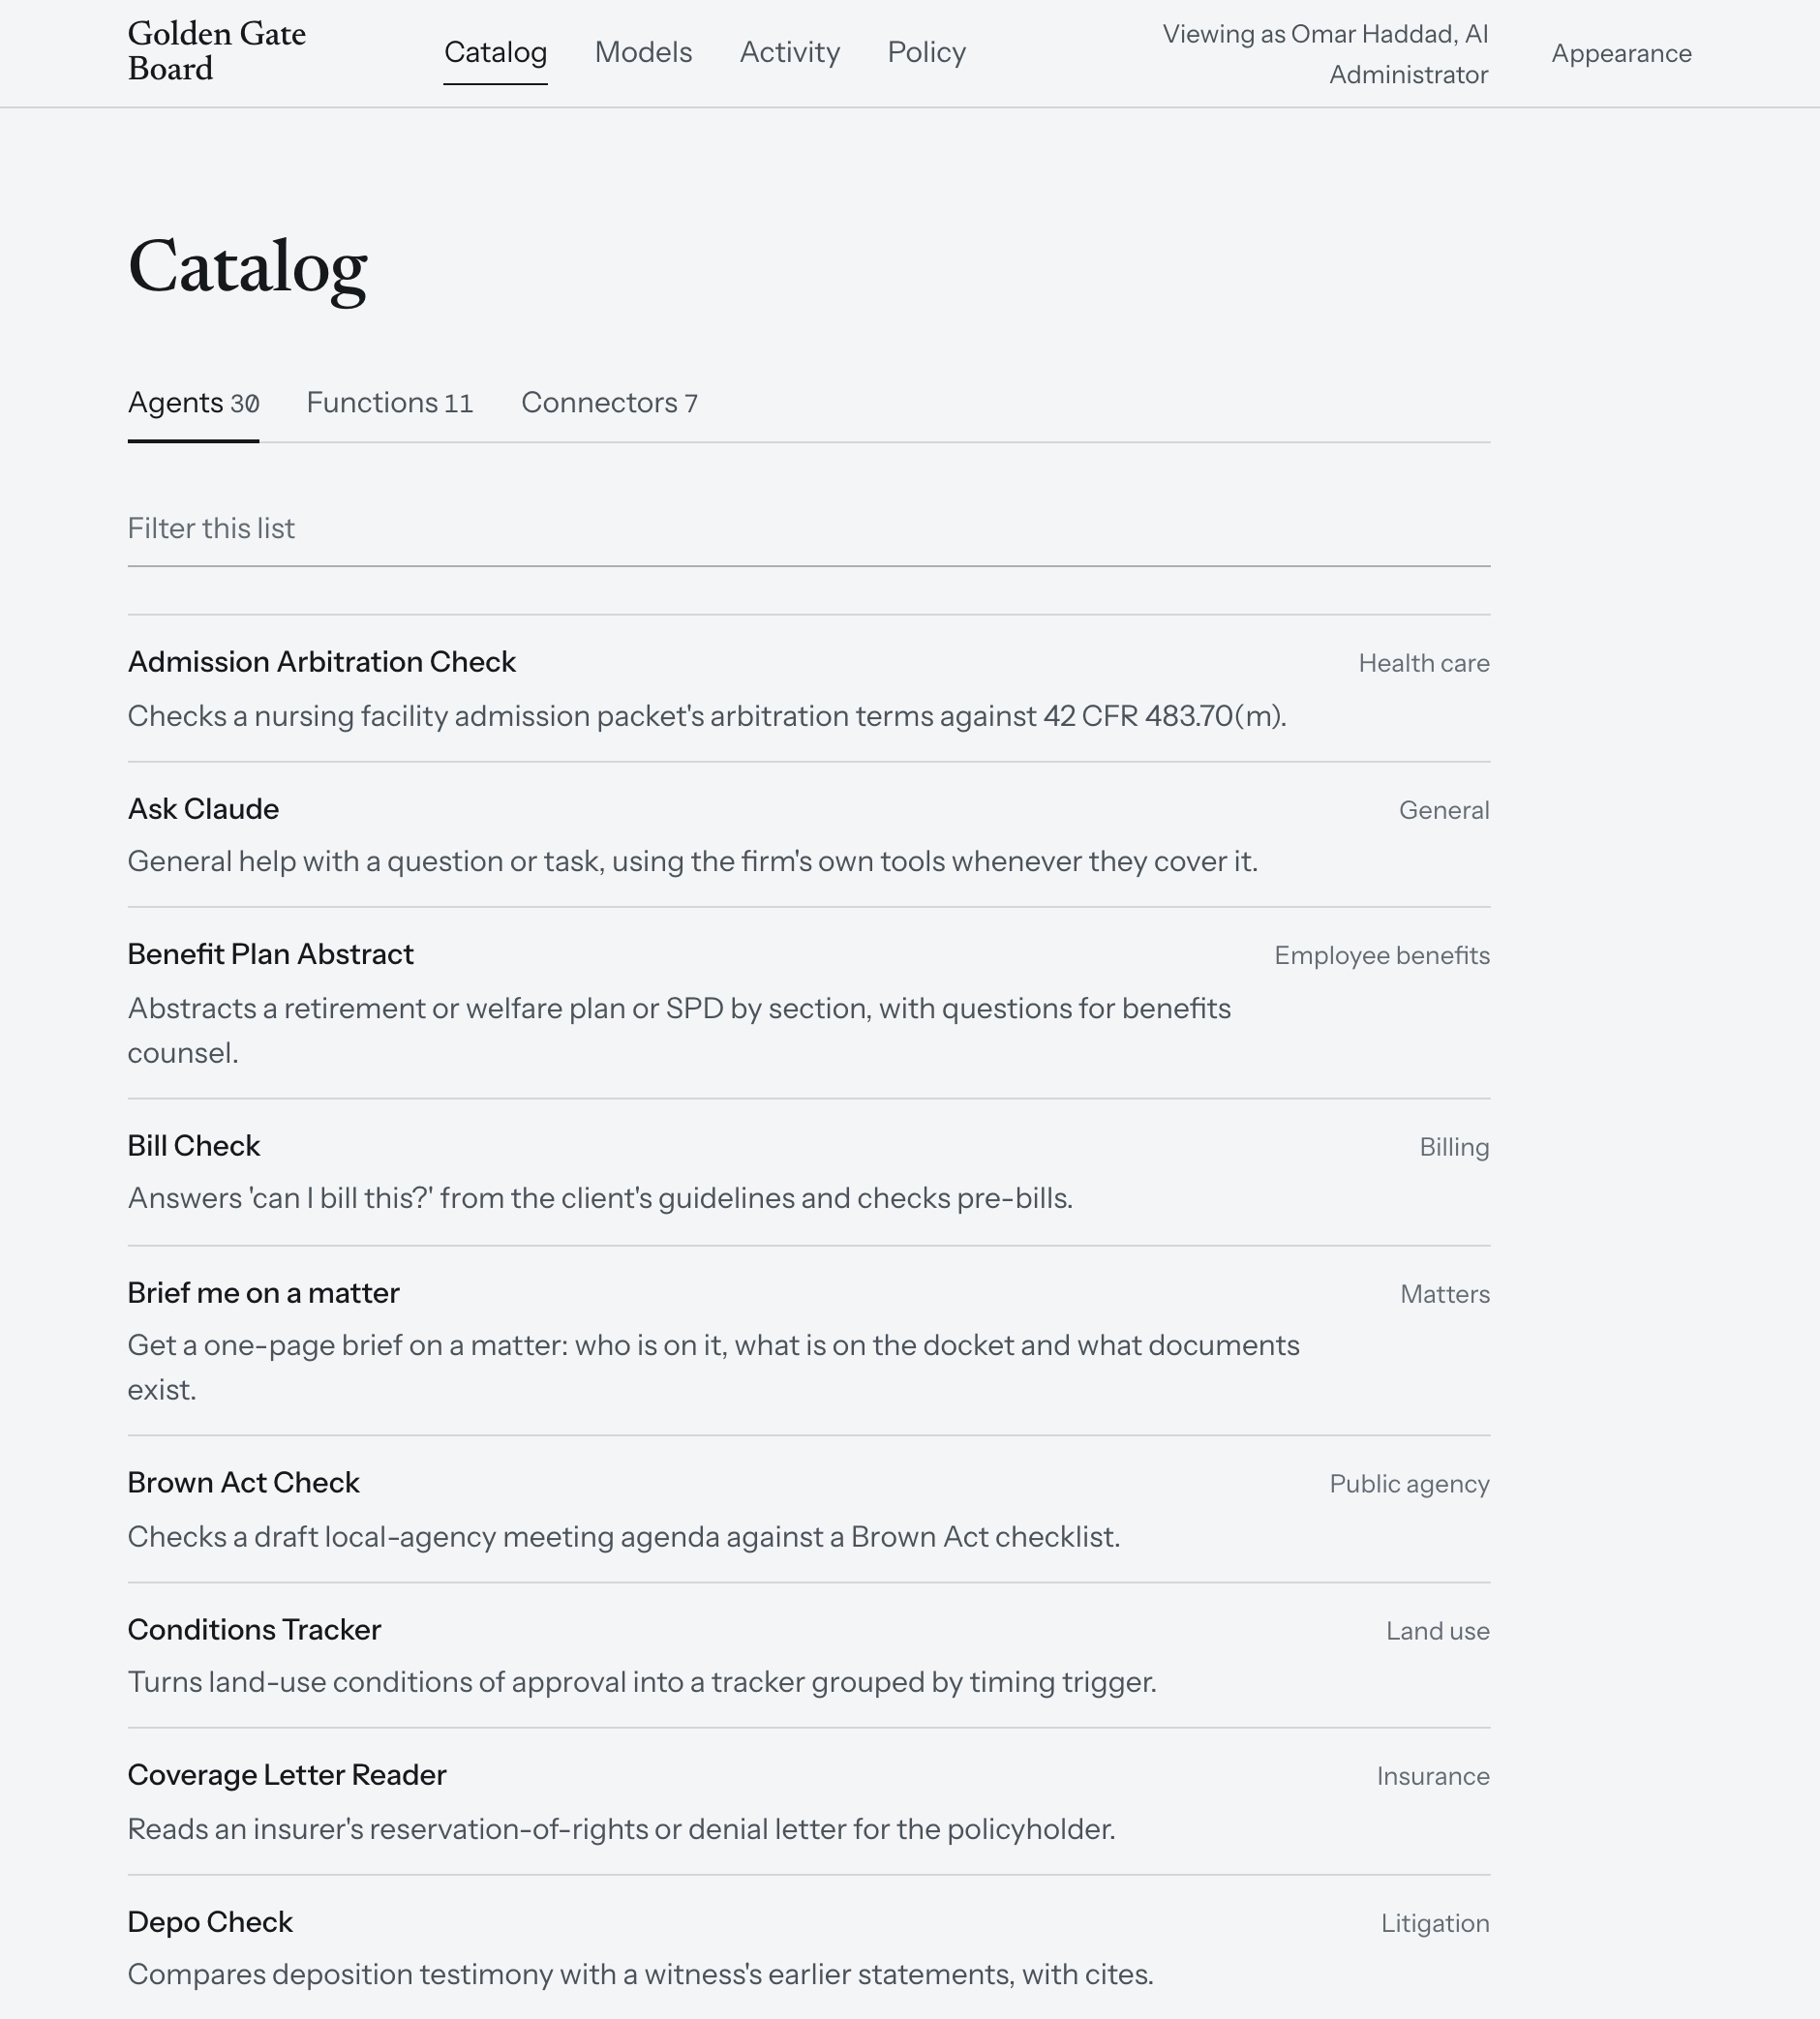 Golden Gate
Board
Catalog
Models
Activity
Policy
Viewing as Omar Haddad, AI
Administrator
Appearance
Catalog
Agents 30
Functions 11
Connectors 7
Filter this list
Admission Arbitration Check
Health care
Checks a nursing facility admission packet's arbitration terms against 42 CFR 483.70(m).
Ask Claude
General
General help with a question or task, using the firm's own tools whenever they cover it.
Benefit Plan Abstract
Employee benefits
Abstracts a retirement or welfare plan or SPD by section, with questions for benefits
counsel.
Bill Check
Billing
Answers 'can I bill this?' from the client's guidelines and checks pre-bills.
Brief me on a matter
Matters
Get a one-page brief on a matter: who is on it, what is on the docket and what documents
exist.
Brown Act Check
Public agency
Checks a draft local-agency meeting agenda against a Brown Act checklist.
Conditions Tracker
Land use
Turns land-use conditions of approval into a tracker grouped by timing trigger.
Coverage Letter Reader
Insurance
Reads an insurer's reservation-of-rights or denial letter for the policyholder.
Depo Check
Litigation
Compares deposition testimony with a witness's earlier statements, with cites.